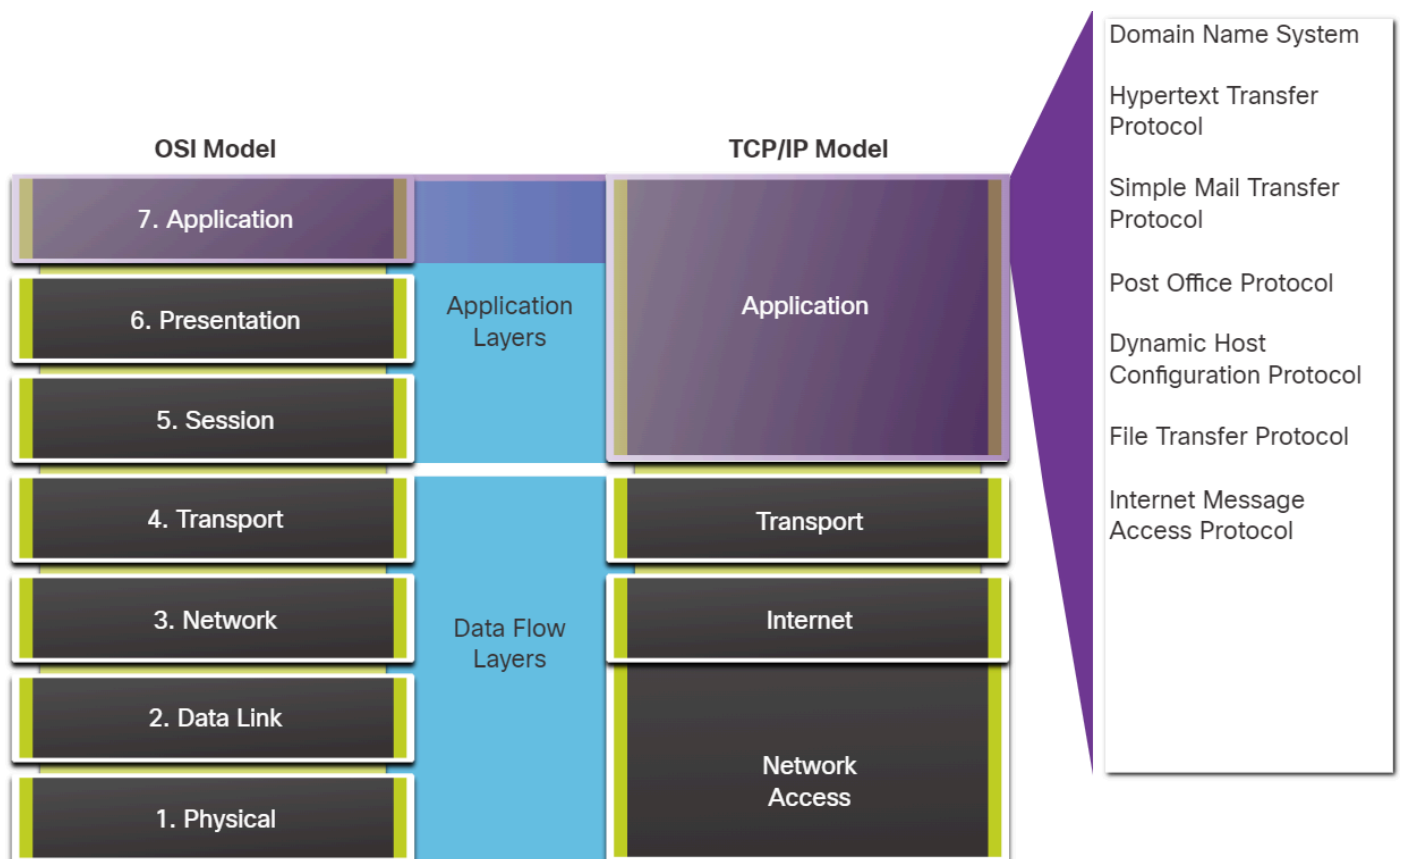 OSI Model
7. Application
6. Presentation
5. Session
4. Transport
3. Network
2. Data Link
1. Physical
Application
Layers
Data Flow
Layers
TCP/IP Model
Application
Transport
Internet
Network
Access
Domain Name System
Hypertext Transfer
Protocol
Simple Mail Transfer
Protocol
Post Office Protocol
Dynamic Host
Configuration Protocol
File Transfer Protocol
Internet Message
Access Protocol